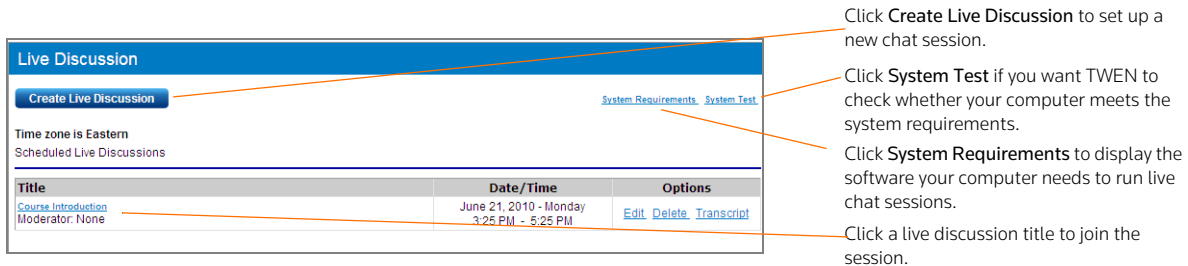 Click Create Live Discussion to set up a
new chat session.
Live Discussion
Create Live Discussion
System Requirements System Test
Click System Test if you want TWEN to
check whether your computer meets the
system requirements.
Time zone is Eastern
Scheduled Live Discussions
Click System Requirements to display the
software your computer needs to run live
chat sessions.
Title Date/Time Options
Course Introduction
Moderator: None
June 21, 2010 - Monday
3:25 PM - 5:25 PM
Edit Delete Transcript
Click a live discussion title to join the
session.